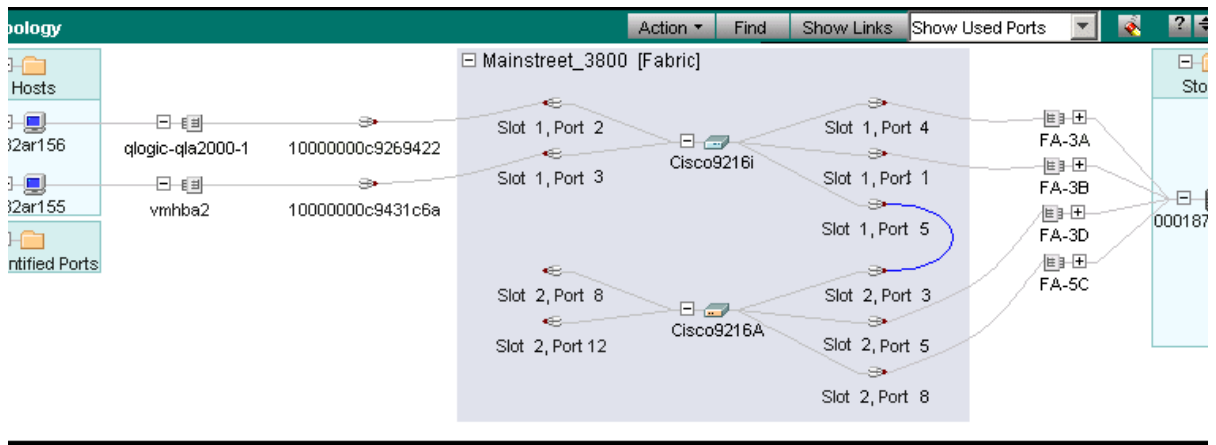 pology Action Find Show Links Show Used Ports ?
Mainstreet_3800 [Fabric]
Hosts
Sto
Slot 1, Port 2
Slot 1, Port 4
32ar156
qlogic-qla2000-1
10000000c9269422
Cisco9216i
FA-3A
Slot 1, Port 3
Slot 1, Port 1
FA-3B
32ar155
vmhba2
10000000c9431c6a
Slot 1, Port 5
FA-3D
000187
ntified Ports
Slot 2, Port 8
Slot 2, Port 3
FA-5C
Cisco9216A
Slot 2, Port 12
Slot 2, Port 5
Slot 2, Port 8